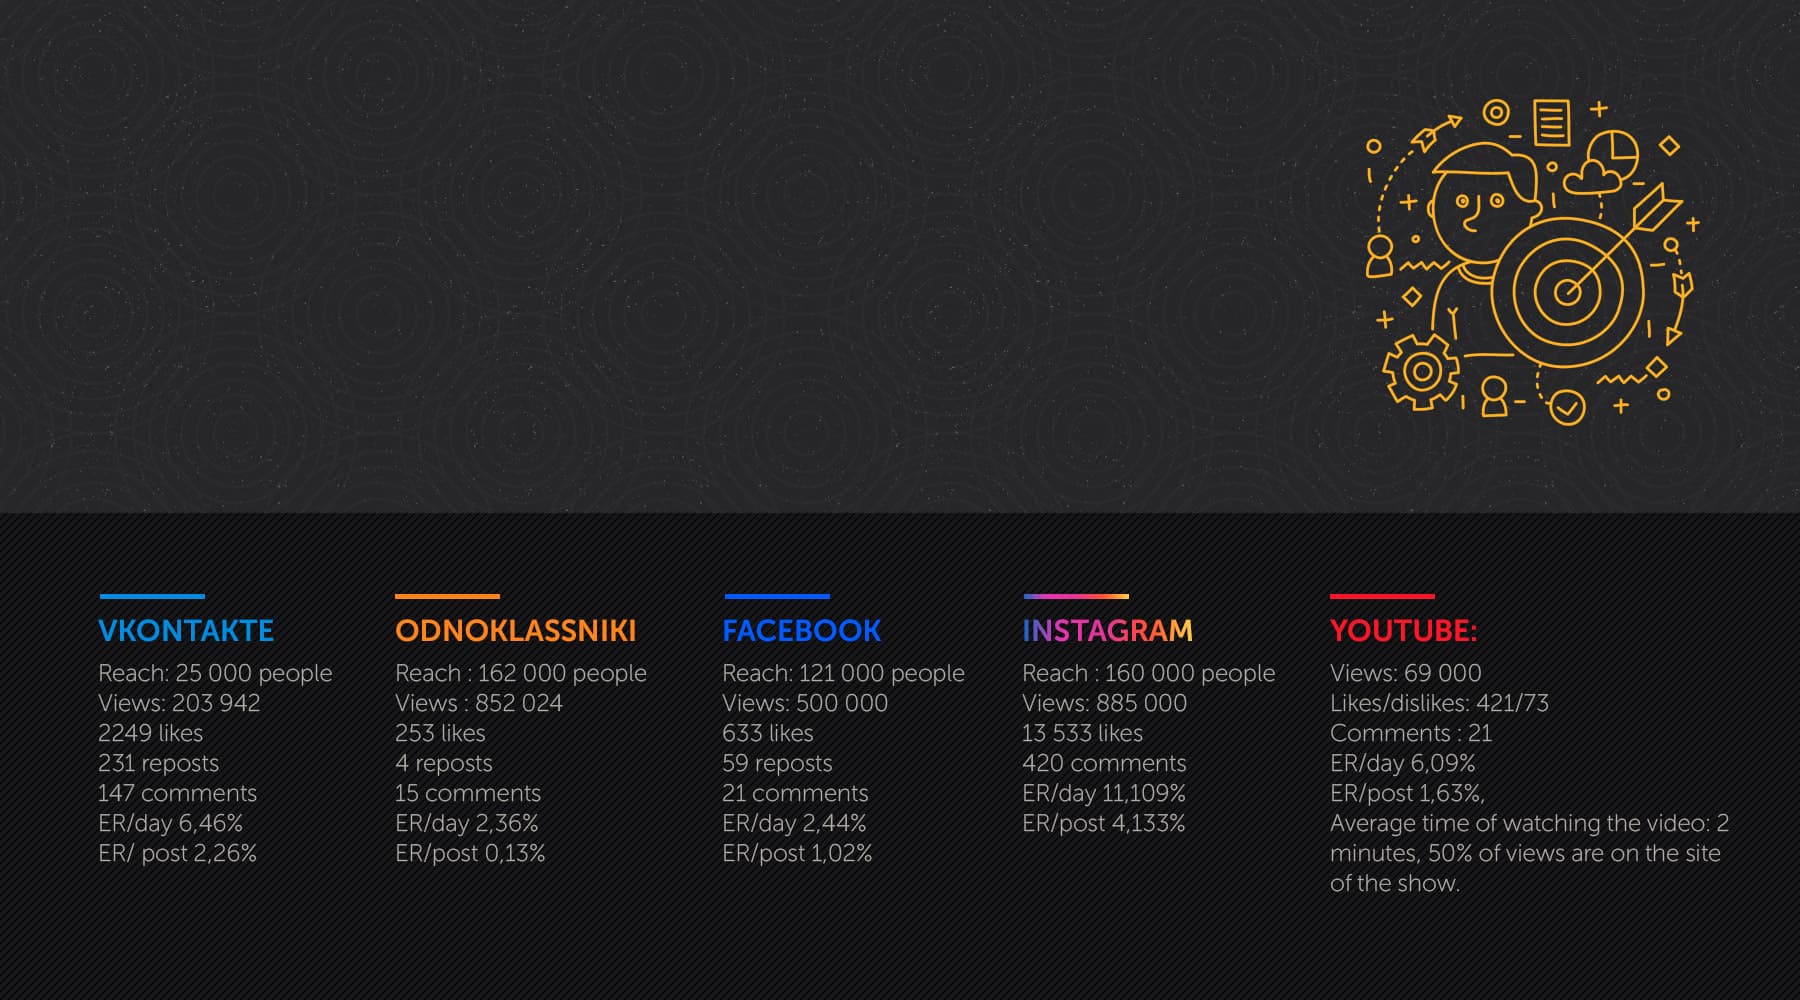 VKONTAKTE
Reach: 25 000 people
Views: 203 942
2249 likes
231 reposts
147 comments
ER/day 6,46%
ER/ post 2,26%
ODNOKLASSNIKI
Reach : 162 000 people
Views : 852 024
253 likes
4 reposts
15 comments
ER/day 2,36%
ER/post 0,13%
FACEBOOK
Reach: 121 000 people
Views: 500 000
633 likes
59 reposts
21 comments
ER/day 2,44%
ER/post 1,02%
INSTAGRAM
Reach : 160 000 people
Views: 885 000
13 533 likes
420 comments
ER/day 11,109%
ER/post 4,133%
YOUTUBE:
Views: 69 000
Likes/dislikes: 421/73
Comments : 21
ER/day 6,09%
ER/post 1,63%,
Average time of watching the video: 2
minutes, 50% of views are on the site
of the show.